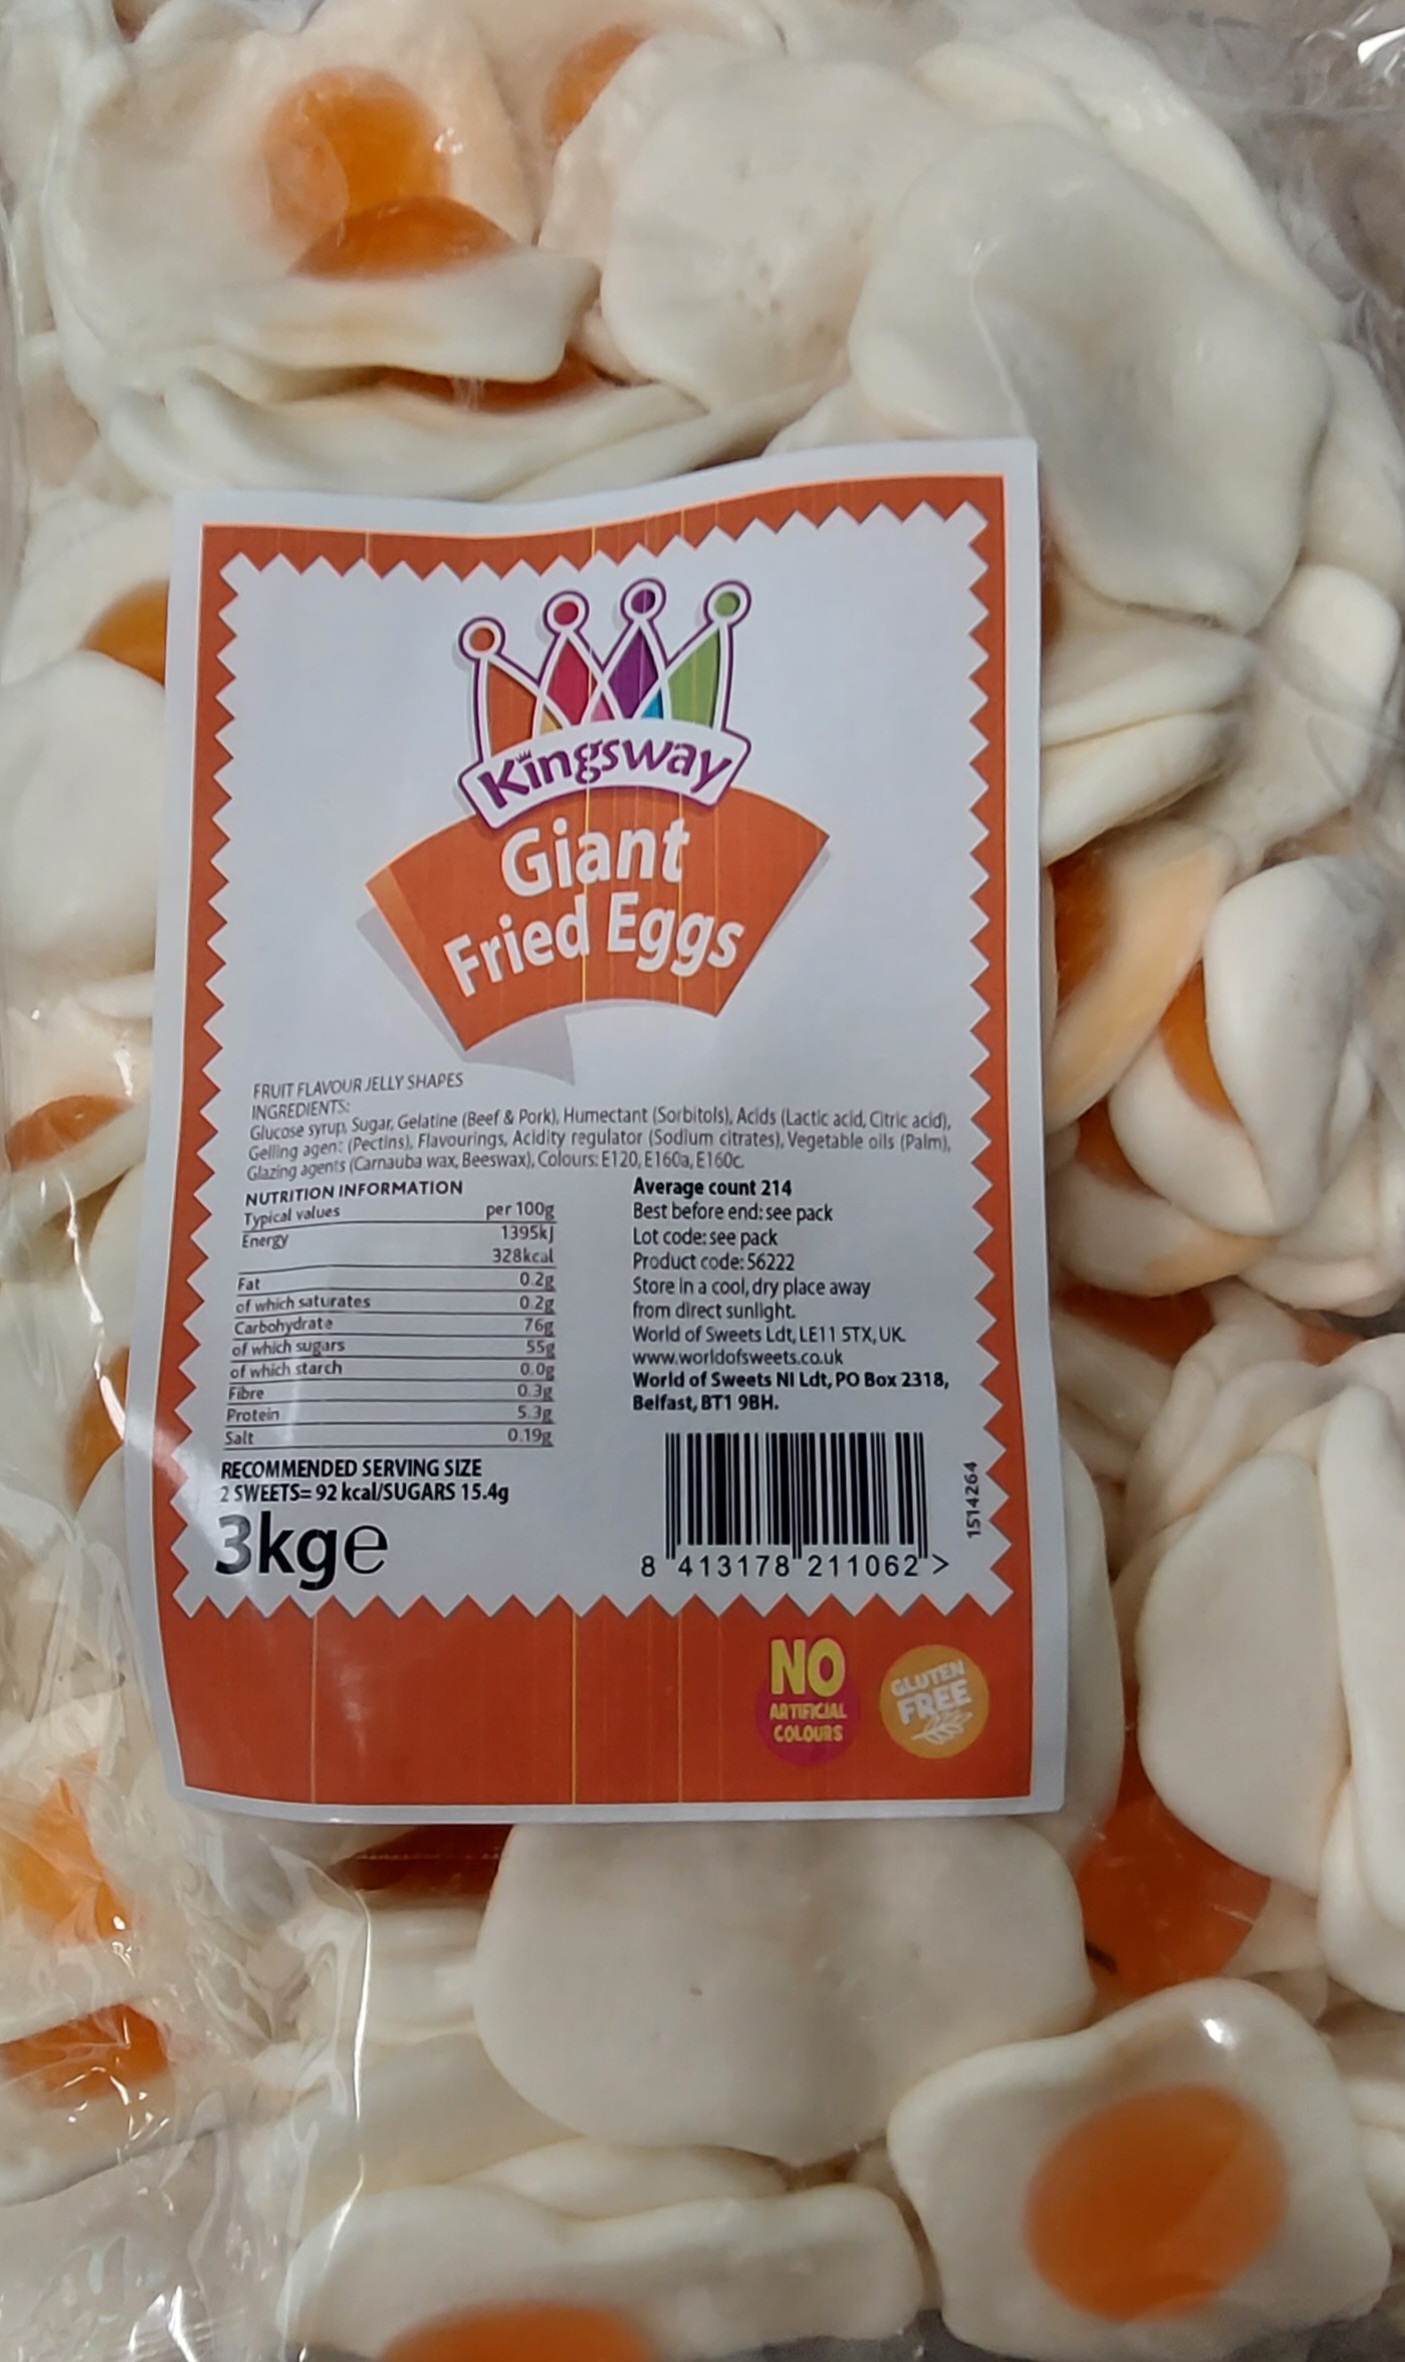 Kingsway
Giant
Fried Eggs
FRUIT FLAVOUR JELLY SHAPES
INGREDIENTS:
Glucose syrup, Sugar, Gelatine (Beef & Pork), Humectant (Sorbitols), Acids (Lactic acid, Citric acid),
Gelling agent (Pectins), Flavourings, Acidity regulator (Sodium citrates), Vegetable oils (Palm),
Glazing agents (Carnauba wax, Beeswax), Colours: E120, E160a, E160c.
NUTRITION INFORMATION
Typical values per 100g
Energy 1395kJ
328kcal
Fat 0.2g
of which saturates 0.2g
Carbohydrate 76g
of which sugars 55g
of which starch 0.0g
Fibre 0.3g
Protein 5.3g
Salt 0.19g
RECOMMENDED SERVING SIZE
2 SWEETS= 92 kcal/SUGARS 15.4g
3kge
Average count 214
Best before end: see pack
Lot code: see pack
Product code: 56222
Store in a cool, dry place away
from direct sunlight.
World of Sweets Ldt, LE11 5TX, UK.
www.worldofsweets.co.uk
World of Sweets NI Ldt, PO Box 2318,
Belfast, BT1 9BH.
8 413178 211062 >
1514264
NO
ARTIFICIAL
COLOURS
GLUTEN
FREE